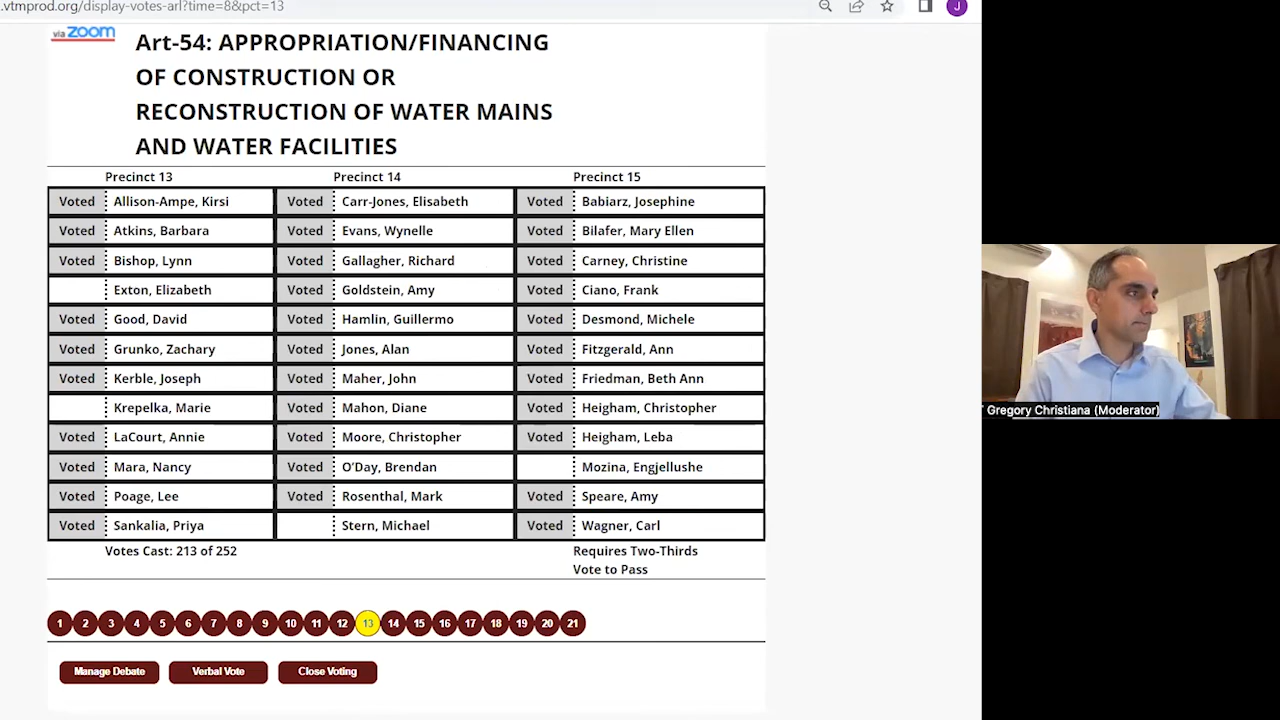 .vtmprod.org/display-votes-arl?time=8&pct=13
J
via zoom
Art-54: APPROPRIATION/FINANCING
OF CONSTRUCTION OR
RECONSTRUCTION OF WATER MAINS
AND WATER FACILITIES
Precinct 13 Precinct 14 Precinct 15
Voted Allison-Ampe, Kirsi Voted Carr-Jones, Elisabeth Voted Babiarz, Josephine
Voted Atkins, Barbara Voted Evans, Wynelle Voted Bilafer, Mary Ellen
Voted Bishop, Lynn Voted Gallagher, Richard Voted Carney, Christine
Exton, Elizabeth Voted Goldstein, Amy Voted Ciano, Frank
Voted Good, David Voted Hamlin, Guillermo Voted Desmond, Michele
Voted Grunko, Zachary Voted Jones, Alan Voted Fitzgerald, Ann
Voted Kerble, Joseph Voted Maher, John Voted Friedman, Beth Ann
Krepelka, Marie Voted Mahon, Diane Voted Heigham, Christopher
Voted LaCourt, Annie Voted Moore, Christopher Voted Heigham, Leba
Voted Mara, Nancy Voted O'Day, Brendan Mozina, Engjellushe
Voted Poage, Lee Voted Rosenthal, Mark Voted Speare, Amy
Voted Sankalia, Priya Stern, Michael Voted Wagner, Carl
Votes Cast: 213 of 252 Requires Two-Thirds
Vote to Pass
1 2 3 4 5 6 7 8 9 10 11 12 13 14 15 16 17 18 19 20 21
Manage Debate Verbal Vote Close Voting
Gregory Christiana (Moderator)